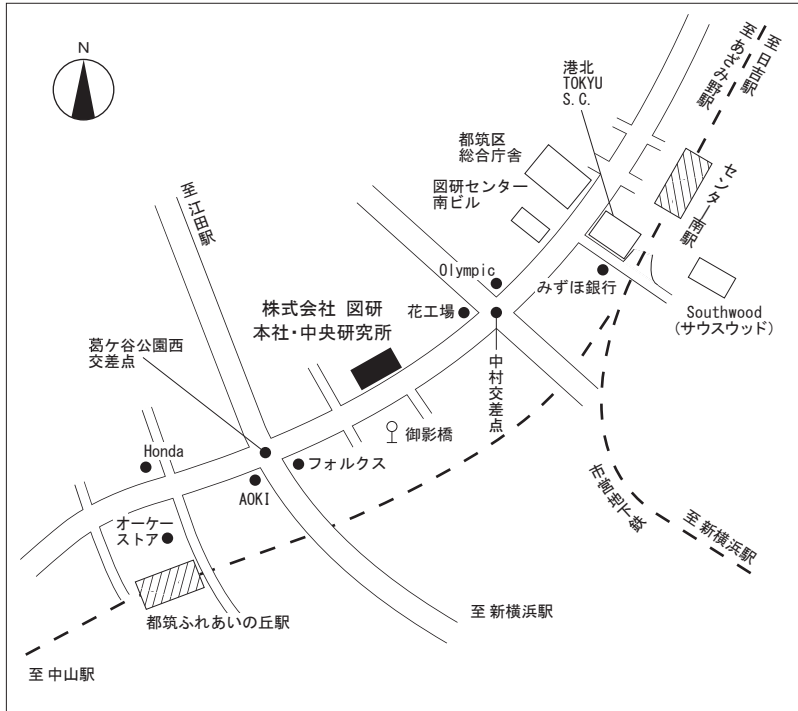 N
至 日吉駅
至 あざみ野駅
港北
TOKYU
S.C.
都筑区
総合庁舎
図研センター
南ビル
センター南駅
至 江田駅
Olympic
みずほ銀行
Southwood
(サウスウッド)
株式会社 図研
本社・中央研究所
花工場
中村交差点
葛ケ谷公園西
交差点
御影橋
Honda
フォルクス
AOKI
市営地下鉄
オーケー
ストア
至 新横浜駅
至 新横浜駅
都筑ふれあいの丘駅
至 中山駅